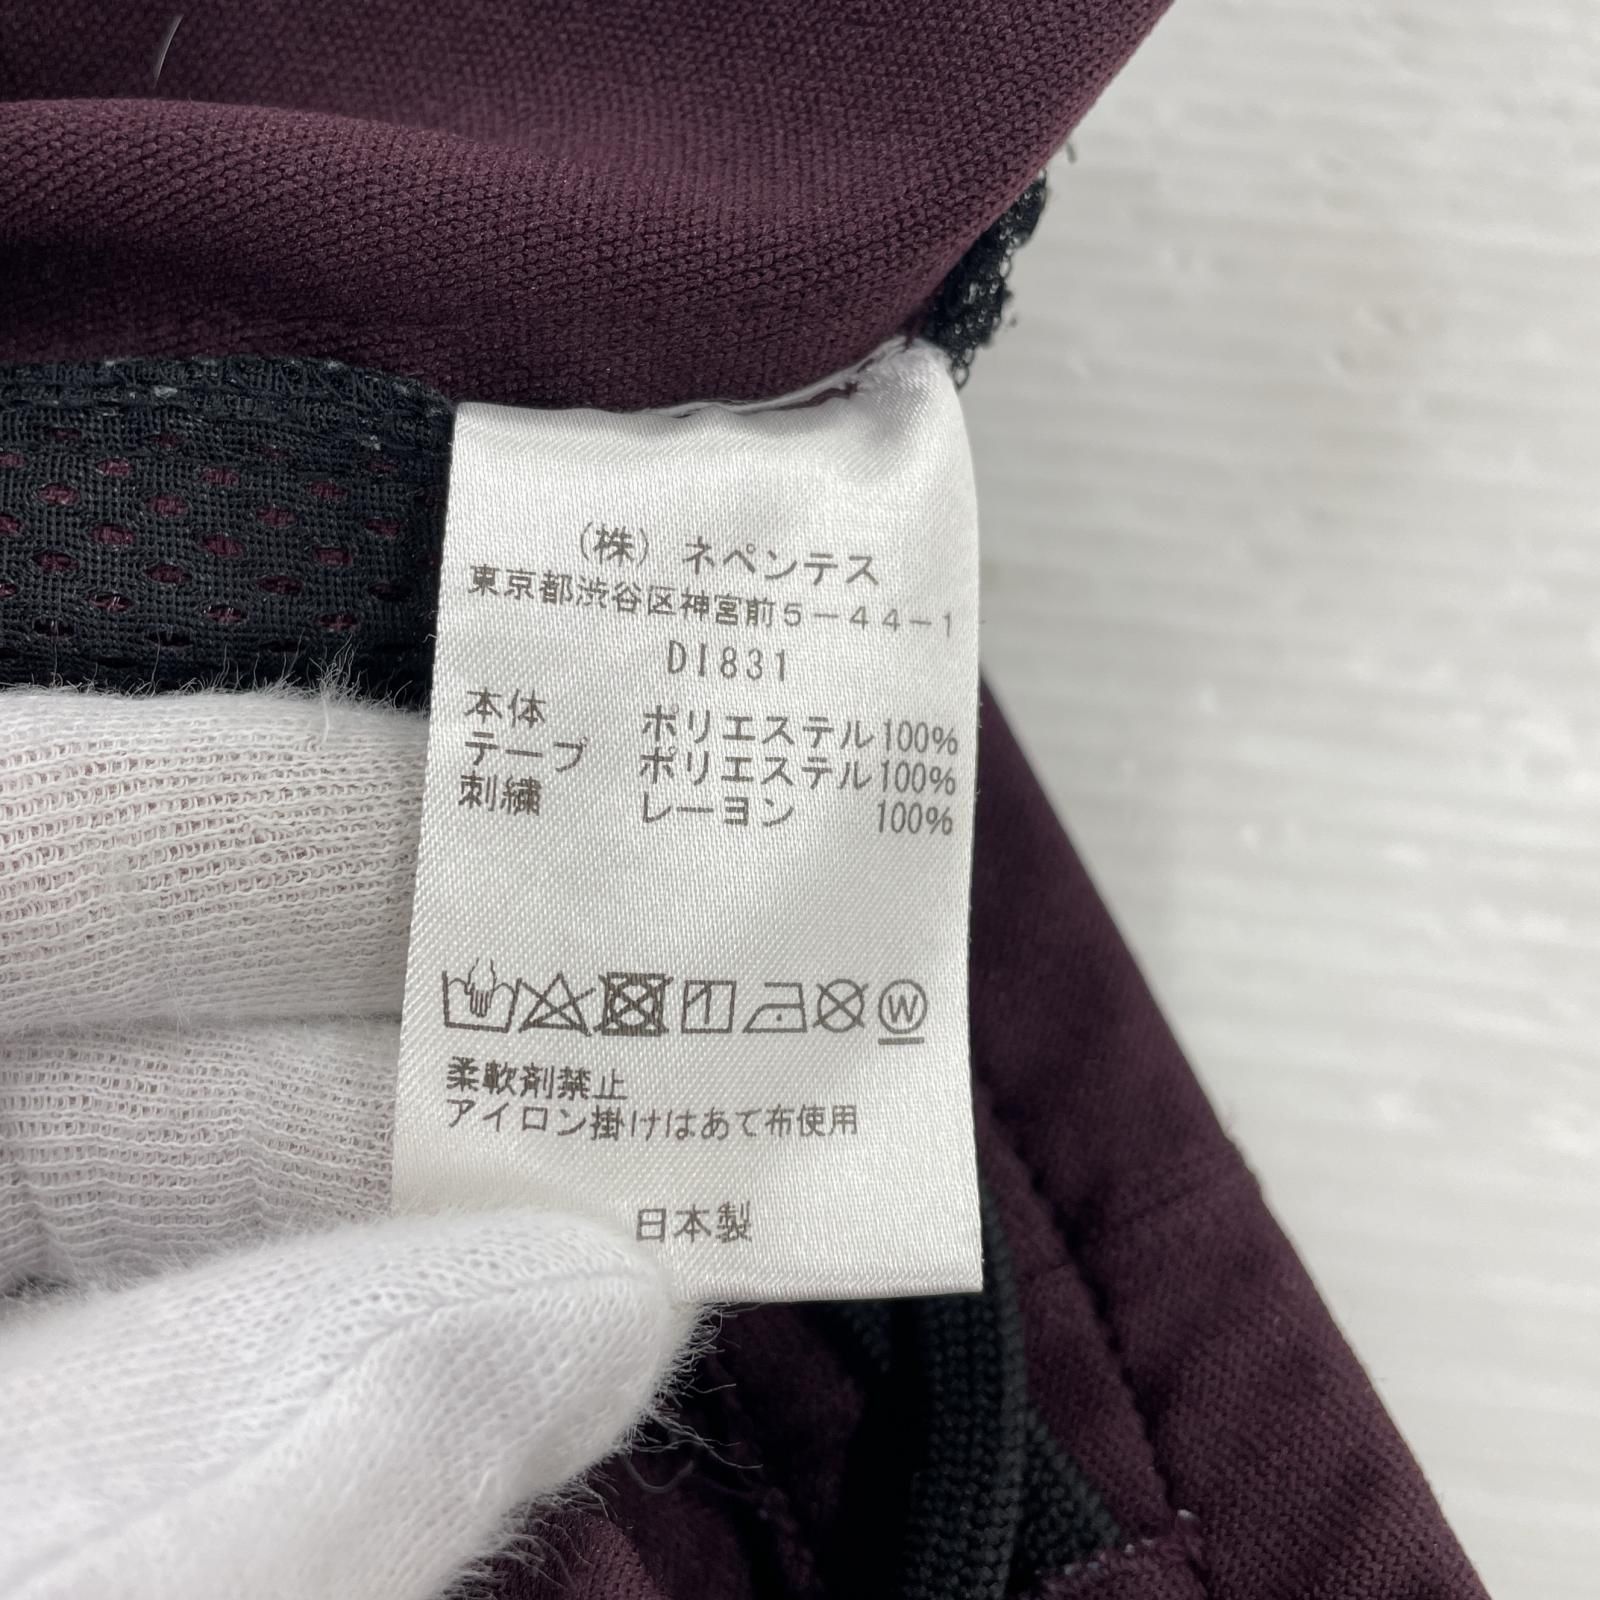 (株) ネペンテス
東京都渋谷区神宮前5-44-1
DI831
本体 ポリエステル100%
テープ ポリエステル100%
刺繍 レーヨン 100%
W
柔軟剤禁止
アイロン掛けはあて布使用
日本製